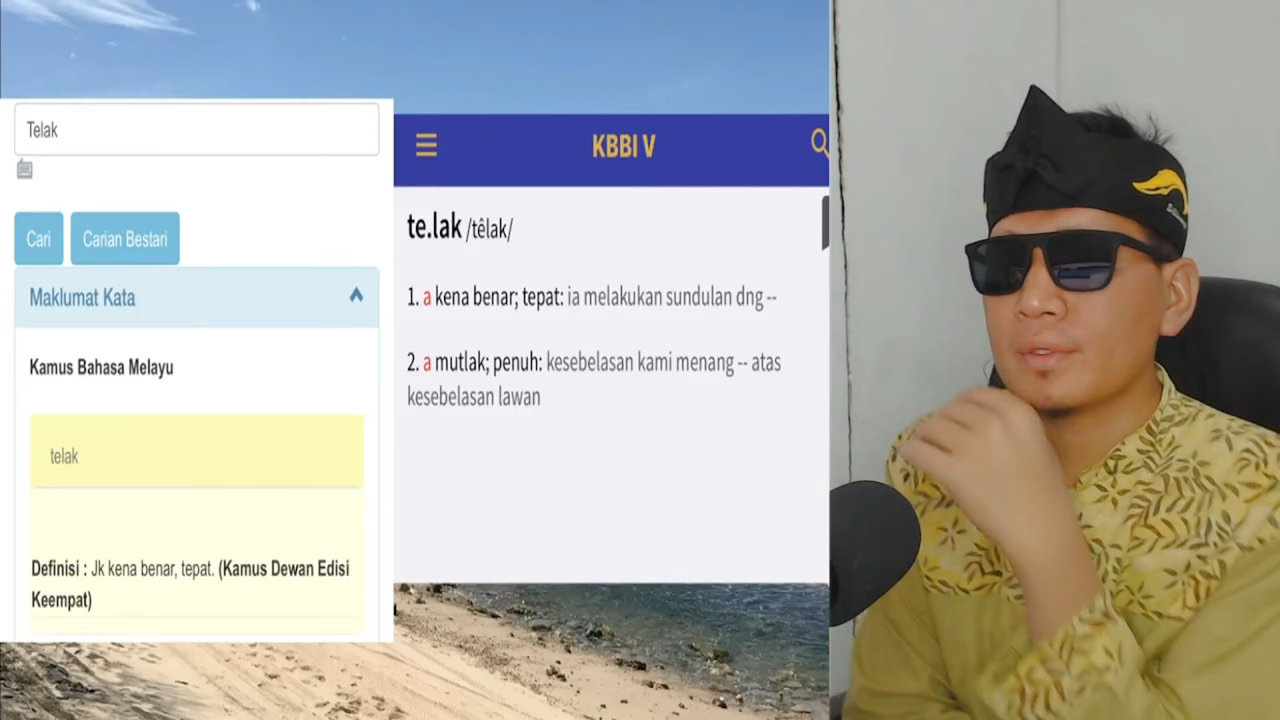 Telak
Cari
Carian Bestari
Maklumat Kata
Kamus Bahasa Melayu
telak
Definisi : Jk kena benar, tepat. (Kamus Dewan Edisi
Keempat)
KBBI V
te.lak /têlak/
1. a kena benar; tepat: ia melakukan sundulan dng --
2. a mutlak; penuh: kesebelasan kami menang -- atas
kesebelasan lawan